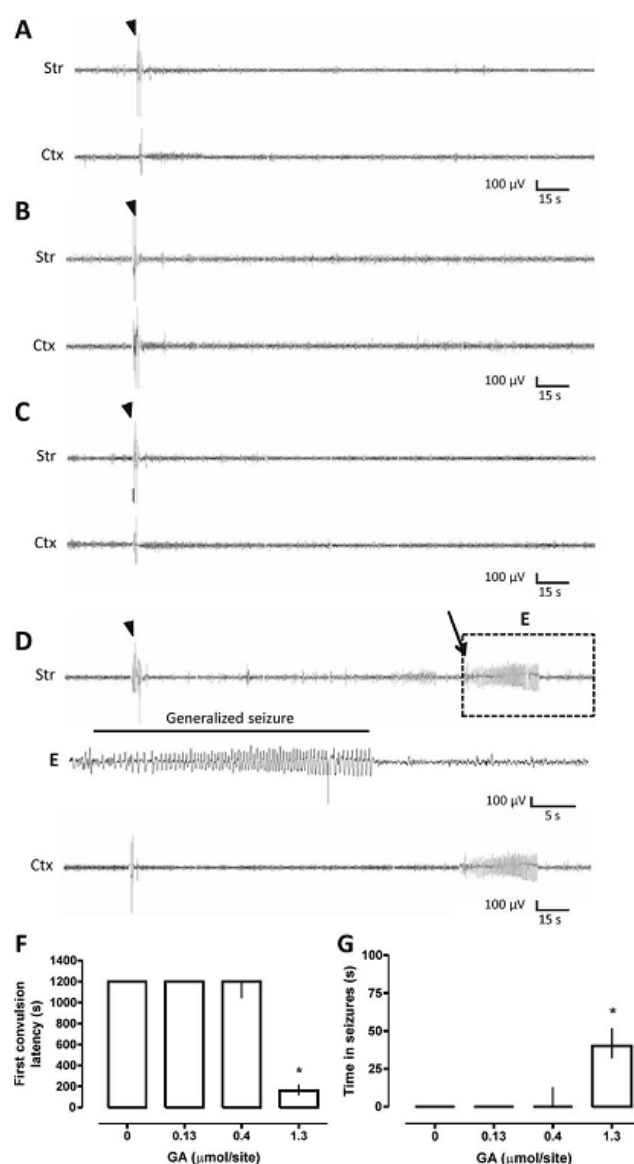 A
Str
Ctx
100 µV
15 s
B
Str
Ctx
100 µV
15 s
C
Str
Ctx
100 µV
15 s
D
E
Str
Generalized seizure
E
100 µV
5 s
Ctx
100 µV
15 s
F
First convulsion
latency (s)
1400
1200
1000
800
600
400
200
0
*
0 0.13 0.4 1.3
GA (µmol/site)
G
Time in seizures (s)
100
75
50
25
0
*
0 0.13 0.4 1.3
GA (µmol/site)